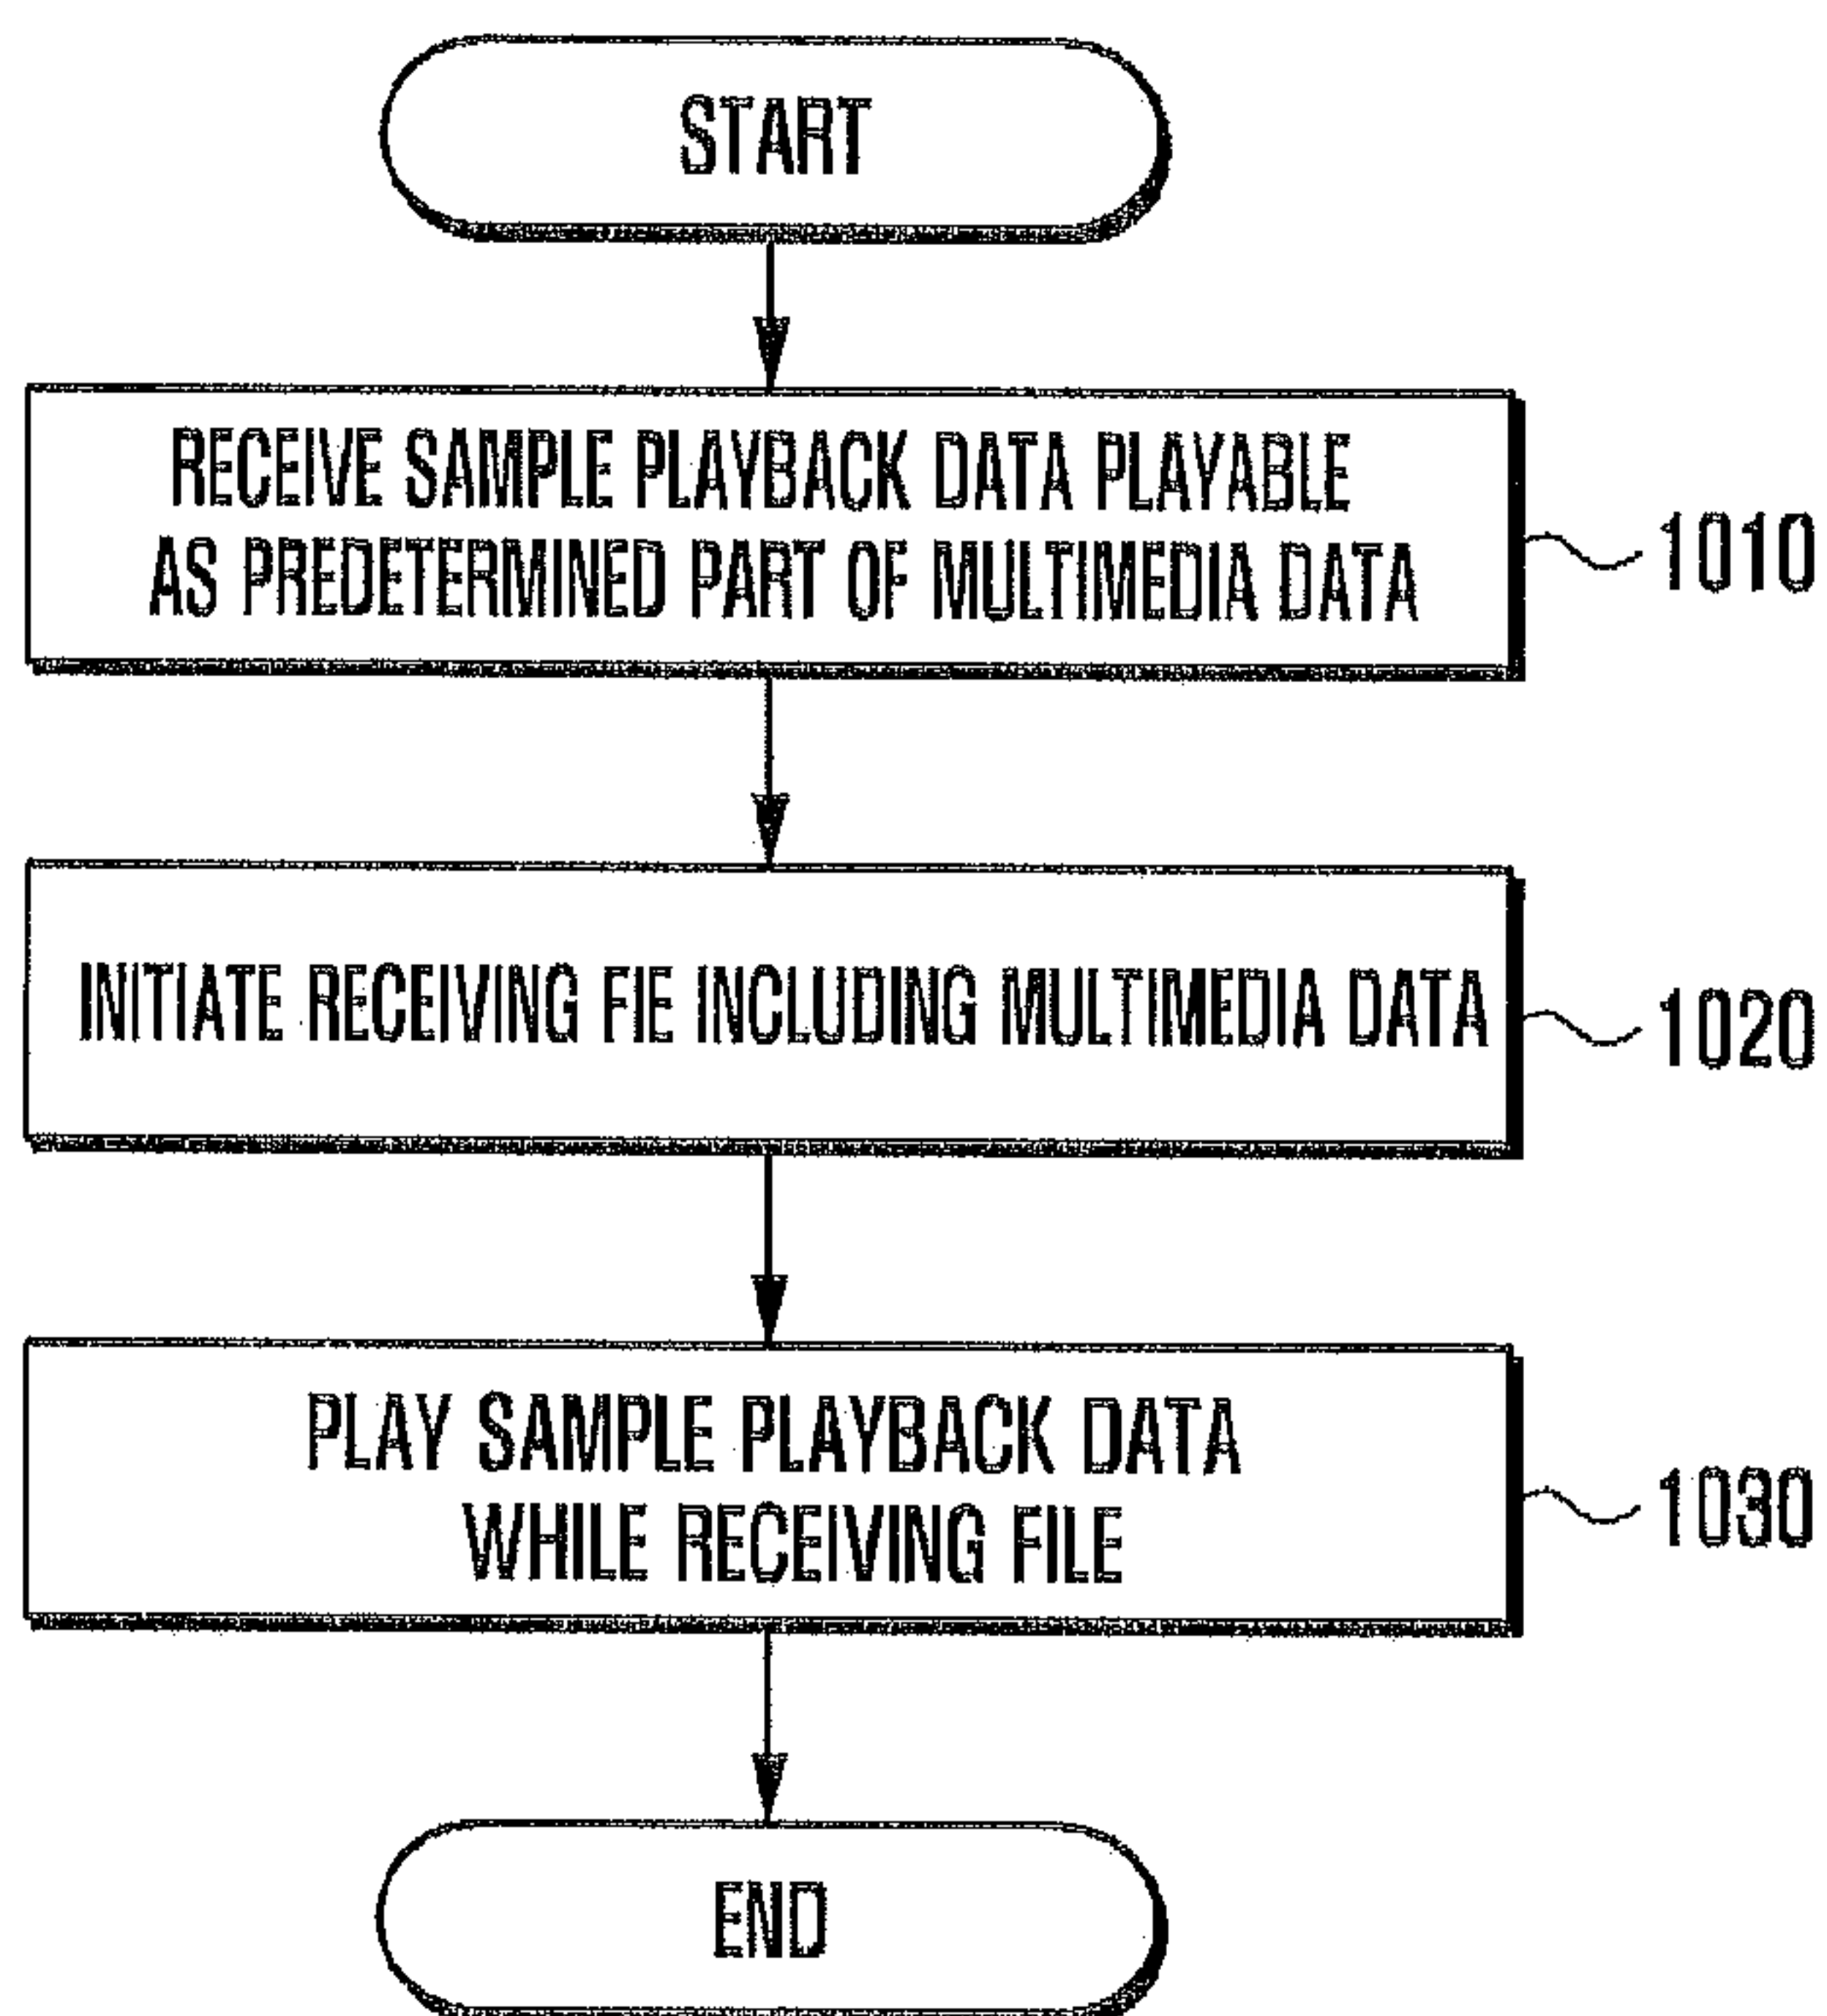 START
RECEIVE SAMPLE PLAYBACK DATA PLAYABLE
AS PREDETERMINED PART OF MULTIMEDIA DATA
1010
INITIATE RECEIVING FIE INCLUDING MULTIMEDIA DATA
1020
PLAY SAMPLE PLAYBACK DATA
WHILE RECEIVING FILE
1030
END